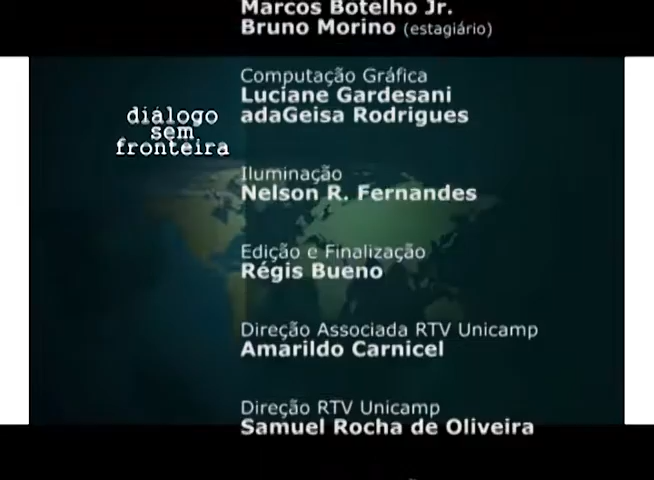 Marcos Botelho Jr.
Bruno Morino (estagiário)
Computação Gráfica
Luciane Gardesani
adaGeisa Rodrigues
diálogo
sem
fronteira
Iluminação
Nelson R. Fernandes
Edição e Finalização
Régis Bueno
Direção Associada RTV Unicamp
Amarildo Carnicel
Direção RTV Unicamp
Samuel Rocha de Oliveira